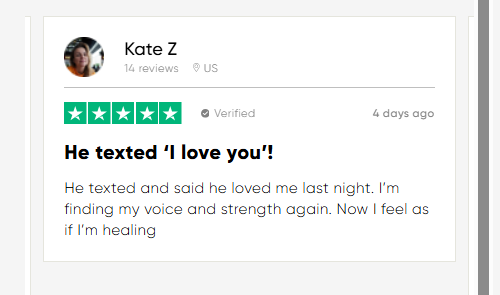 Kate Z
14 reviews US
Verified 4 days ago
He texted ‘I love you’!
He texted and said he loved me last night. I’m
finding my voice and strength again. Now I feel as
if I’m healing